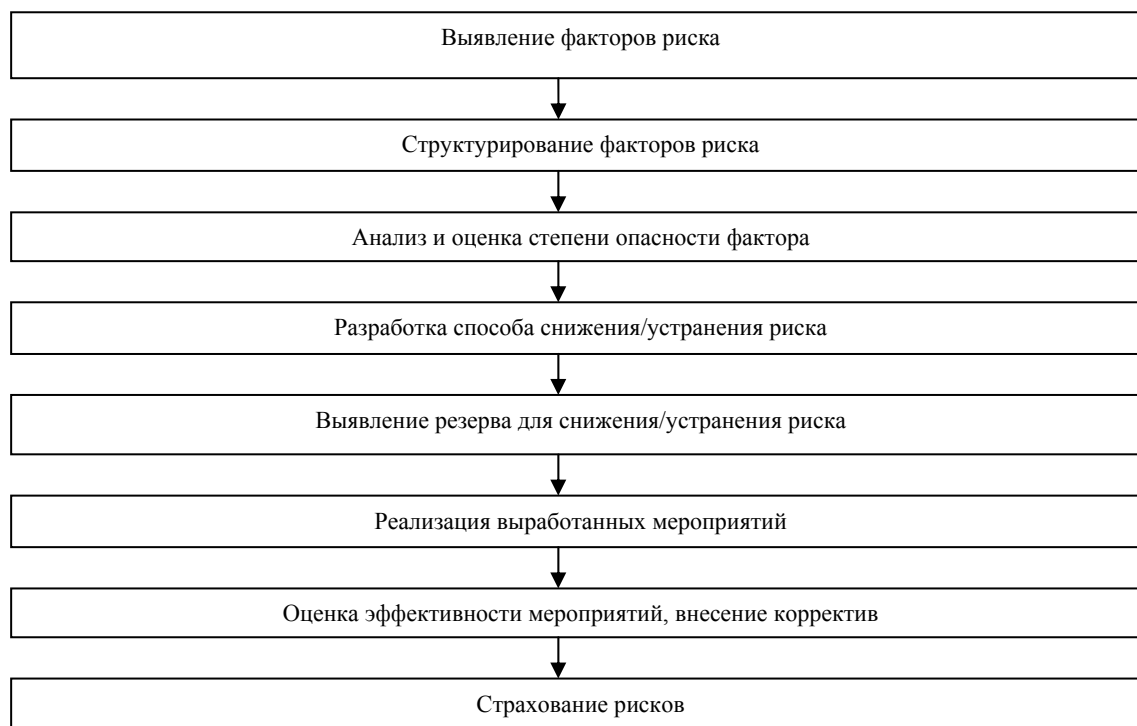 Выявление факторов риска
Структурирование факторов риска
Анализ и оценка степени опасности фактора
Разработка способа снижения/устранения риска
Выявление резерва для снижения/устранения риска
Реализация выработанных мероприятий
Оценка эффективности мероприятий, внесение корректив
Страхование рисков